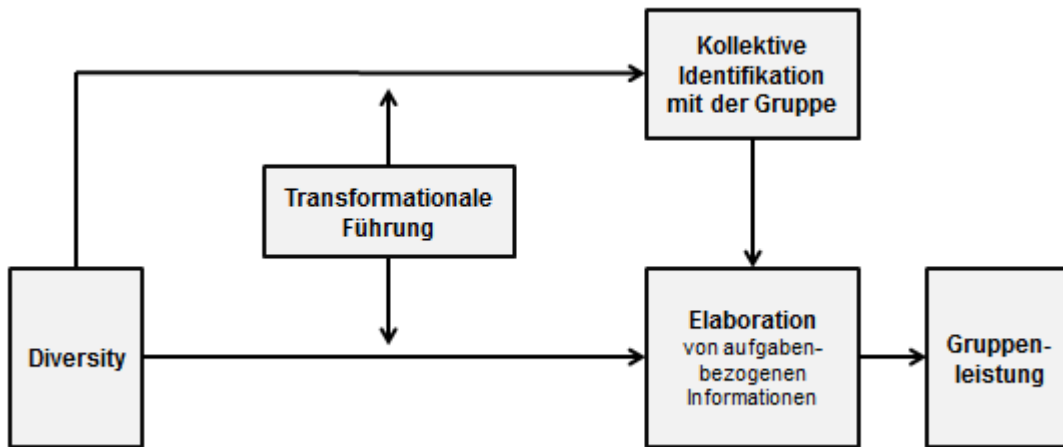 Kollektive
Identifikation
mit der Gruppe
Transformationale
Führung
Diversity
Elaboration
von aufgaben-
bezogenen
Informationen
Gruppen-
leistung